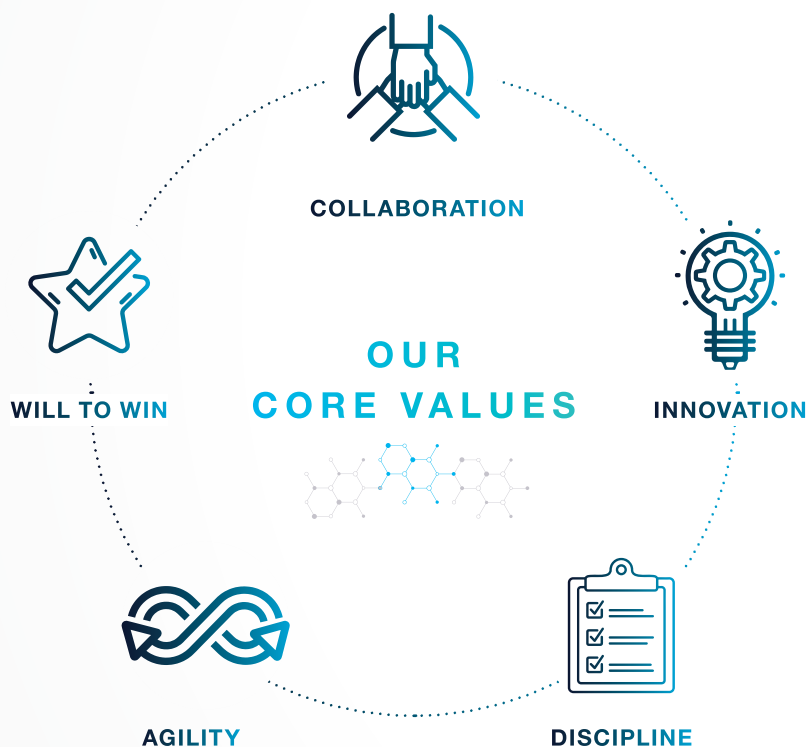 COLLABORATION
OUR
CORE VALUES
WILL TO WIN
INNOVATION
AGILITY
DISCIPLINE